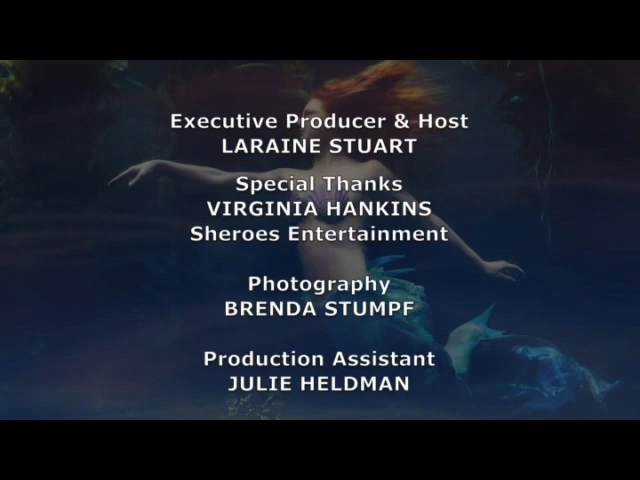 Executive Producer & Host
LARAINE STUART
Special Thanks
VIRGINIA HANKINS
Sheroes Entertainment
Photography
BRENDA STUMPF
Production Assistant
JULIE HELDMAN